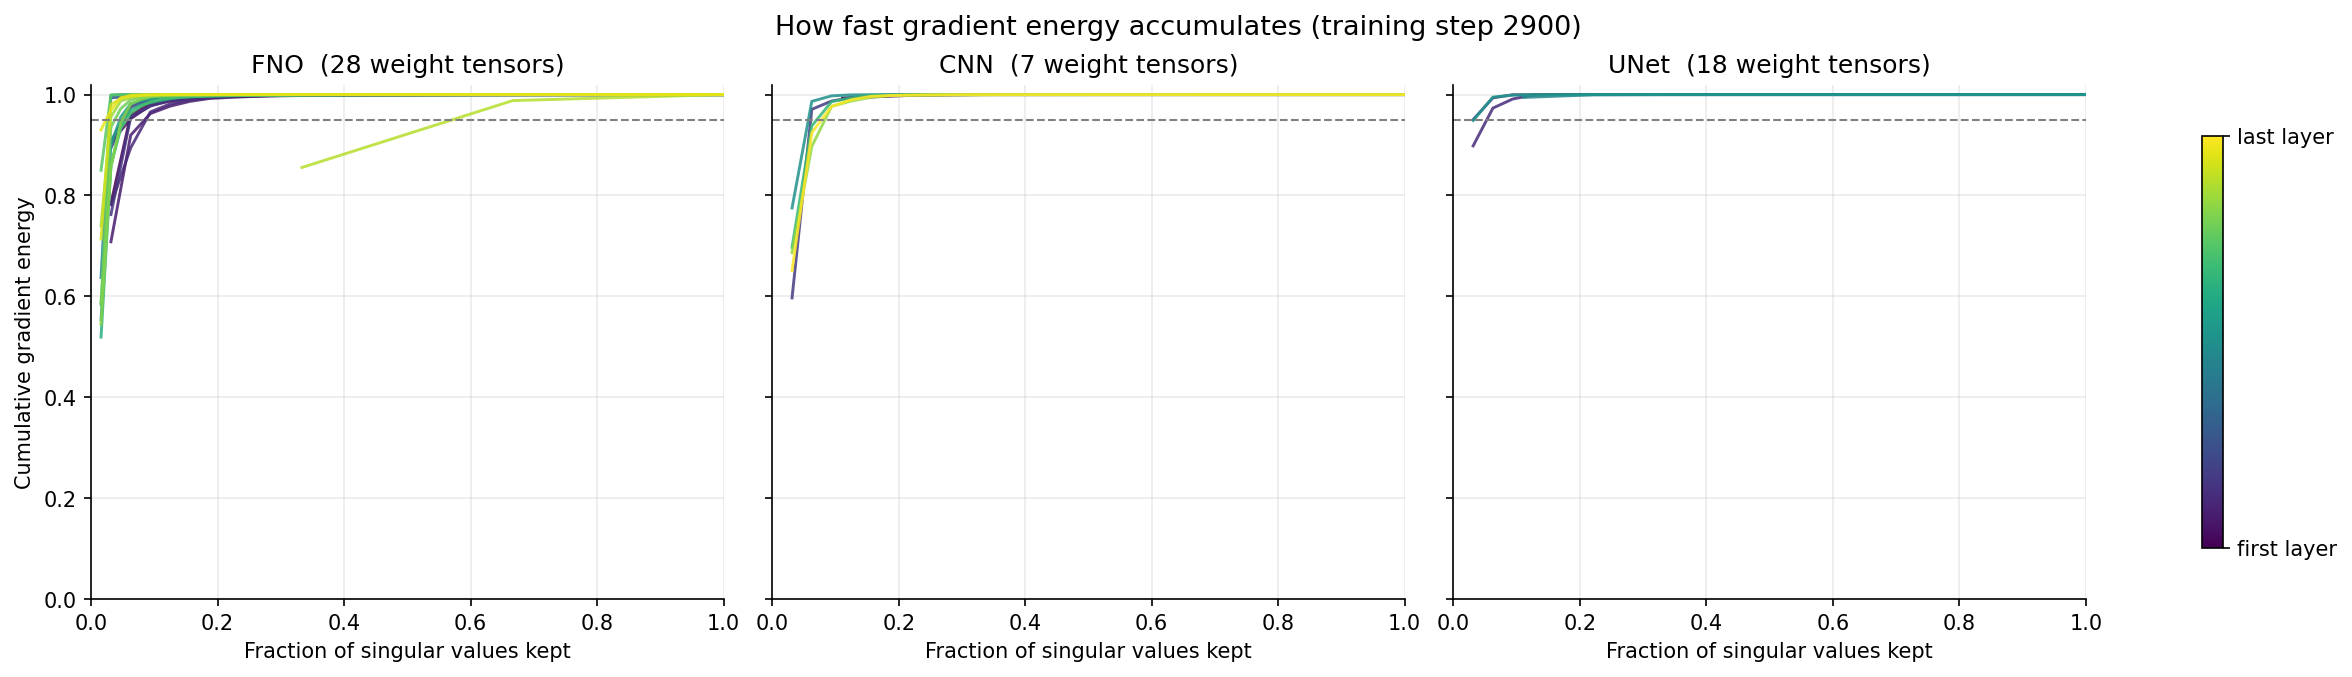 How fast gradient energy accumulates (training step 2900)
FNO  (28 weight tensors)
CNN  (7 weight tensors)
UNet  (18 weight tensors)
Cumulative gradient energy
1.0
0.8
0.6
0.4
0.2
0.0
0.0 0.2 0.4 0.6 0.8 1.0
0.0 0.2 0.4 0.6 0.8 1.0
0.0 0.2 0.4 0.6 0.8 1.0
Fraction of singular values kept
Fraction of singular values kept
Fraction of singular values kept
last layer
first layer